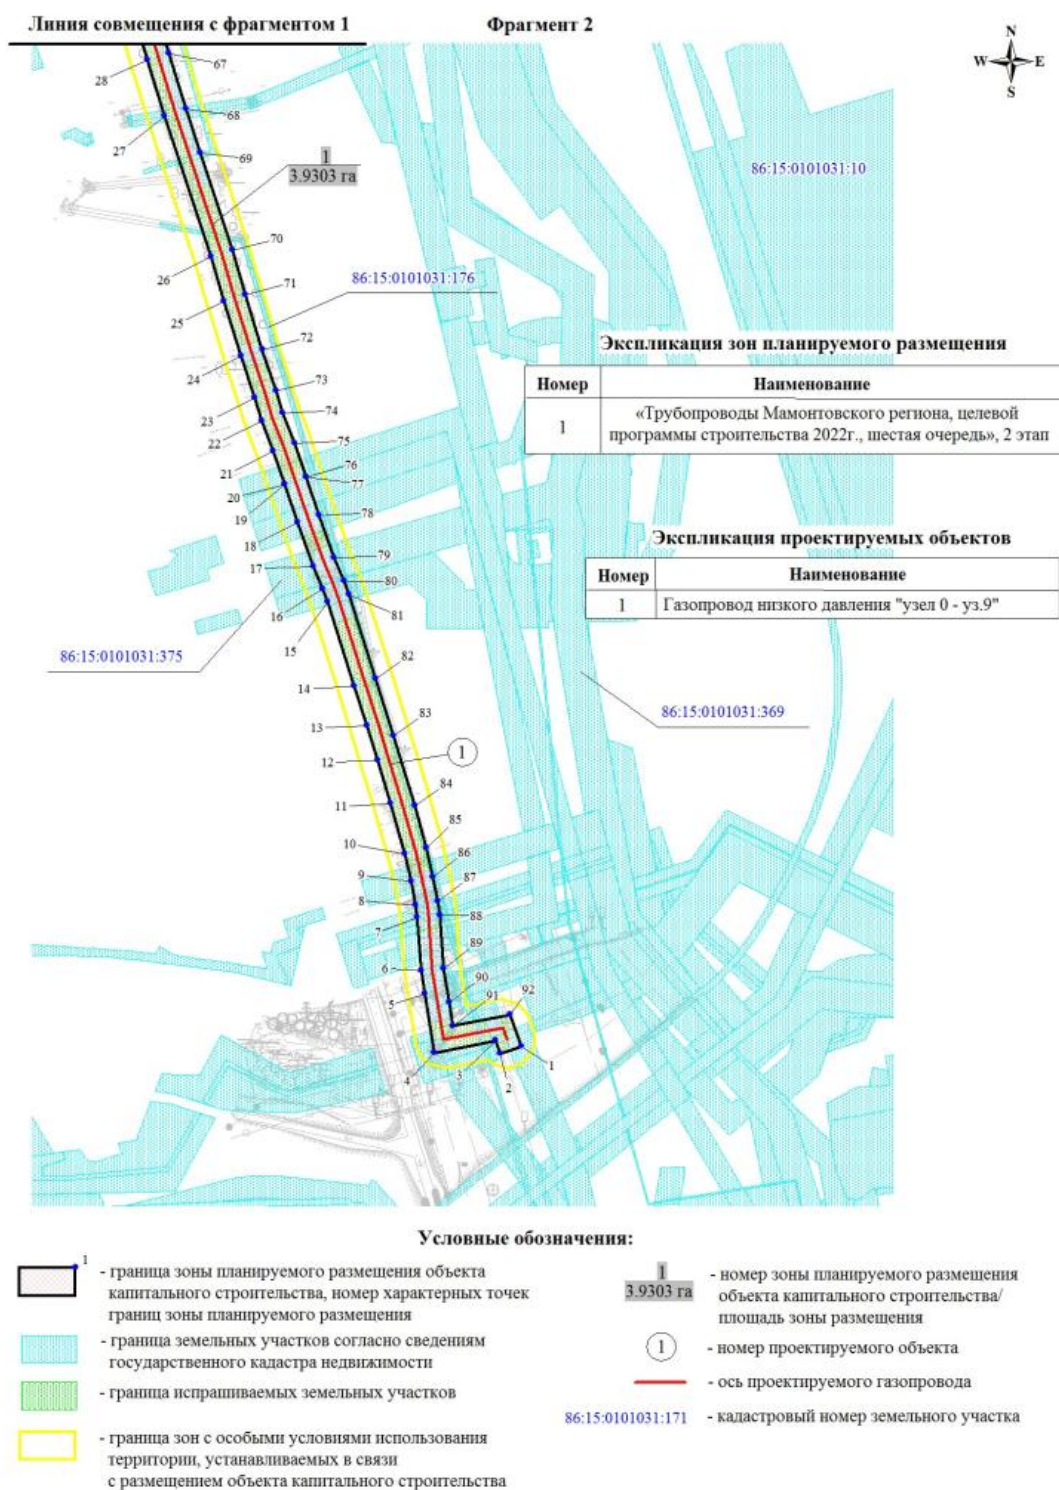 Линия совмещения с фрагментом 1
Фрагмент 2
N
W
E
S
67
28
68
27
69
1
3.9303 га
86:15:0101031:10
70
26
86:15:0101031:176
71
25
72
24
73
23
74
22
75
21
76
77
20
19
78
18
79
17
80
16
81
15
86:15:0101031:375
82
14
83
13
1
12
84
11
85
10
86
9
87
8
88
7
89
6
90
5
91
92
4
3
2
1
86:15:0101031:369
Экспликация зон планируемого размещения
Номер
Наименование
1
«Трубопроводы Мамонтовского региона, целевой
программы строительства 2022г., шестая очередь», 2 этап
Экспликация проектируемых объектов
Номер
Наименование
1
Газопровод низкого давления "узел 0 - уз.9"
Условные обозначения:
1
- граница зоны планируемого размещения объекта
капитального строительства, номер характерных точек
границ зоны планируемого размещения
- граница земельных участков согласно сведениям
государственного кадастра недвижимости
- граница испрашиваемых земельных участков
- граница зон с особыми условиями использования
территории, устанавливаемых в связи
с размещением объекта капитального строительства
1
3.9303 га
- номер зоны планируемого размещения
объекта капитального строительства/
площадь зоны размещения
1
- номер проектируемого объекта
- ось проектируемого газопровода
86:15:0101031:171
- кадастровый номер земельного участка